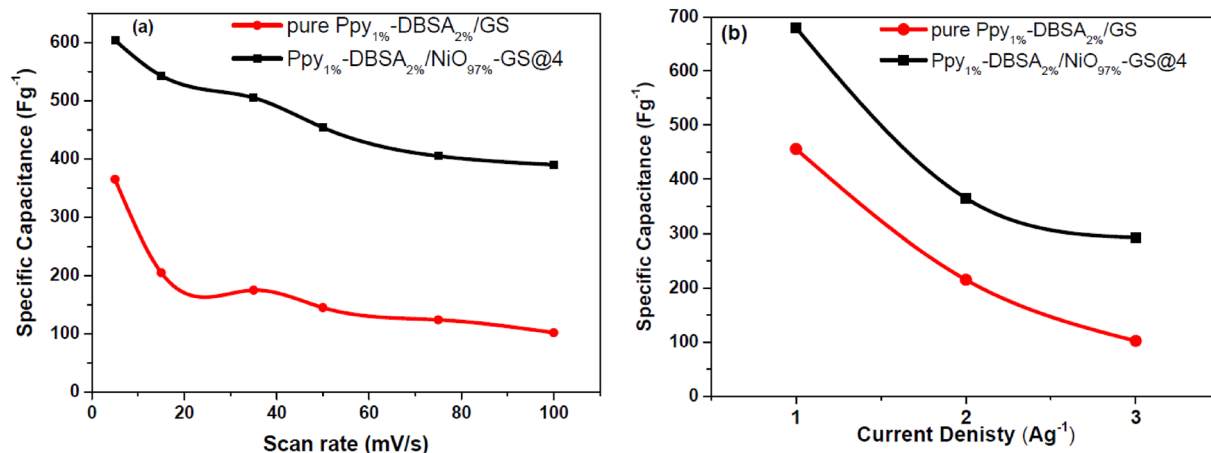 (a)
pure Ppy1%-DBSA2%/GS
Ppy1%-DBSA2%/NiO97%-GS@4
600
500
400
300
200
100
0
Specific Capacitance (Fg-1)
0 20 40 60 80 100
Scan rate (mV/s)
(b)
pure Ppy1%-DBSA2%/GS
Ppy1%-DBSA2%/NiO97%-GS@4
700
600
500
400
300
200
100
0
Specific Capacitance (Fg-1)
1 2 3
Current Denisty (Ag-1)